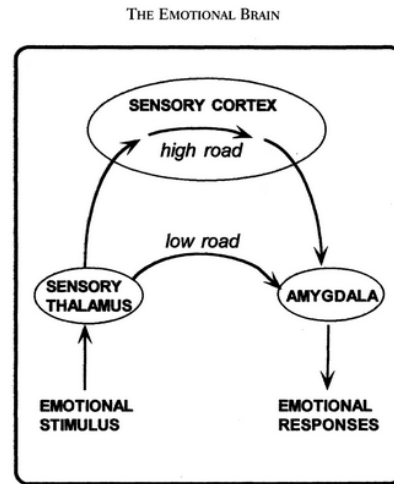 THE EMOTIONAL BRAIN
SENSORY CORTEX
high road
low road
SENSORY
THALAMUS
AMYGDALA
EMOTIONAL
STIMULUS
EMOTIONAL
RESPONSES